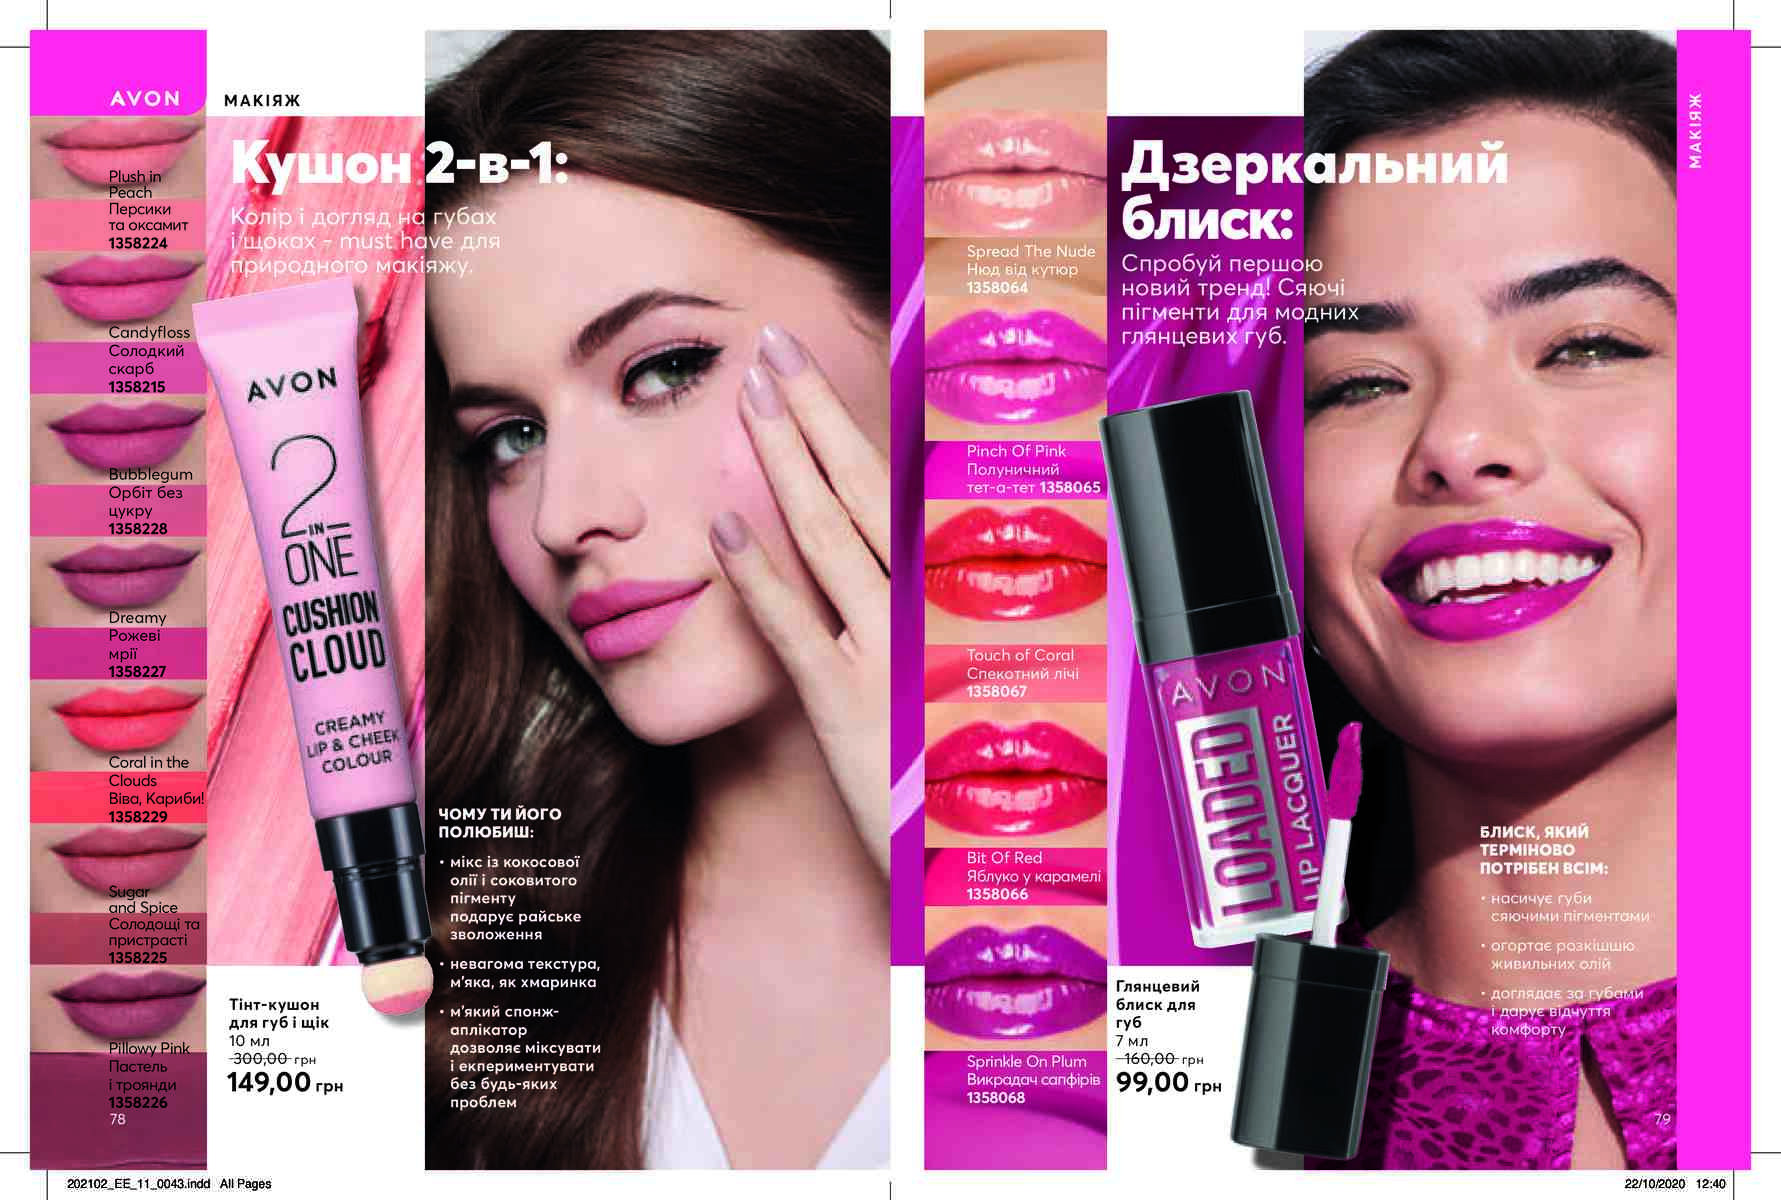 AVON
МАКІЯЖ
Кушон 2-в-1:
Колір і догляд на губах
і щоках - must have для
природного макіяжу.
Plush in
Peach
Персики
та оксамит
1358224
Candyfloss
Солодкий
скарб
1358215
Bubblegum
Орбіт без
цукру
1358228
Dreamy
Рожеві
мрії
1358227
Coral in the
Clouds
Віва, Кариби!
1358229
Sugar
and Spice
Солодощі та
пристрасті
1358225
Pillowy Pink
Пастель
і троянди
1358226
78
AVON
2
IN
ONE
CUSHION
CLOUD
CREAMY
LIP & CHEEK
COLOUR
Тінт-кушон
для губ і щік
10 мл
300,00 грн
149,00 грн
ЧОМУ ТИ ЙОГО
ПОЛЮБИШ:
• мікс із кокосової
олії і соковитого
пігменту
подарує райське
зволоження
• невагома текстура,
м'яка, як хмаринка
• м'який спонж-
аплікатор
дозволяє міксувати
і екпериментувати
без будь-яких
проблем
Дзеркальний
блиск:
Спробуй першою
новий тренд! Сяючі
пігменти для модних
глянцевих губ.
Spread The Nude
Нюд від кутюр
1358064
Pinch Of Pink
Полуничний
тет-а-тет 1358065
Touch of Coral
Спекотний лічі
1358067
Bit Of Red
Яблуко у карамелі
1358066
Sprinkle On Plum
Викрадач сапфірів
1358068
AVON
LOADED
LIP LACQUER
Глянцевий
блиск для
губ
7 мл
160,00 грн
99,00 грн
БЛИСК, ЯКИЙ
ТЕРМІНОВО
ПОТРІБЕН ВСІМ:
• насичує губи
сяючими пігментами
• огортає розкішшю
живильних олій
• доглядає за губами
і дарує відчуття
комфорту
79
МАКІЯЖ
202102_EE_11_0043.indd All Pages
22/10/2020 12:40